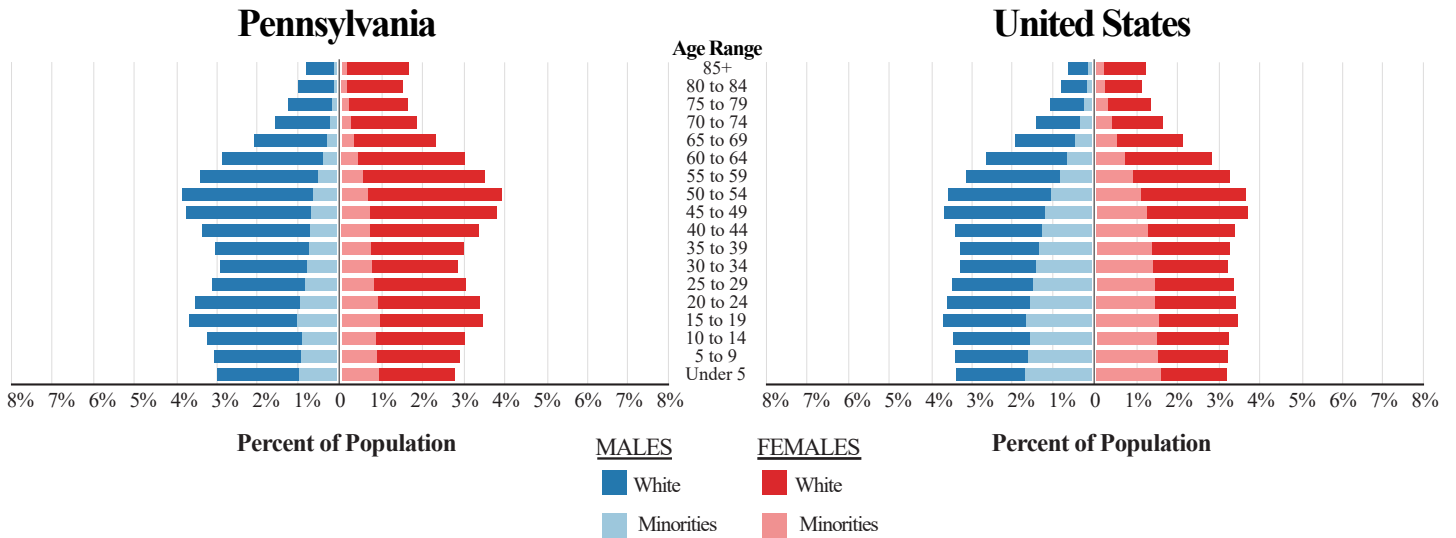 Pennsylvania
United States
Age Range
85+
80 to 84
75 to 79
70 to 74
65 to 69
60 to 64
55 to 59
50 to 54
45 to 49
40 to 44
35 to 39
30 to 34
25 to 29
20 to 24
15 to 19
10 to 14
5 to 9
Under 5
8% 7% 6% 5% 4% 3% 2% 1% 0 1% 2% 3% 4% 5% 6% 7% 8%
8% 7% 6% 5% 4% 3% 2% 1% 0 1% 2% 3% 4% 5% 6% 7% 8%
Percent of Population
Percent of Population
MALES
White
Minorities
FEMALES
White
Minorities